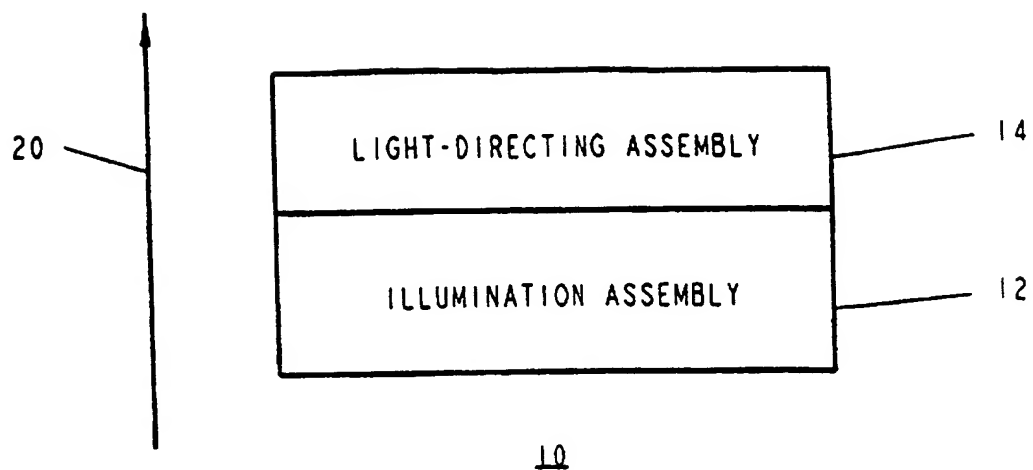 20
LIGHT-DIRECTING ASSEMBLY
14
ILLUMINATION ASSEMBLY
12
10